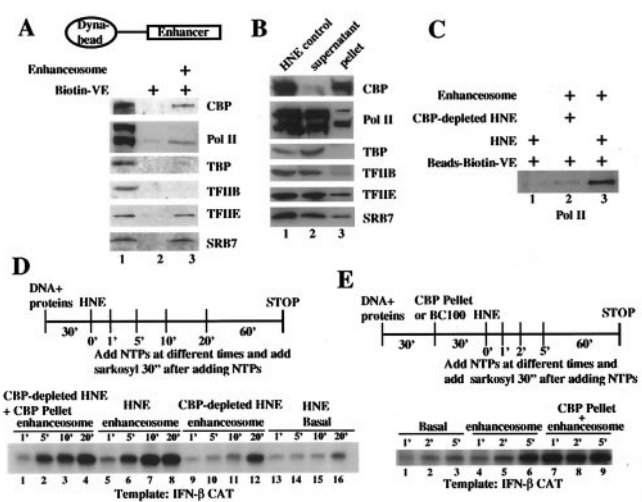 A
Dyna-
bead
Enhancer
Enhanceosome +
Biotin-VE + +
CBP
Pol II
TBP
TFIIB
TFIIE
SRB7
1 2 3
B
HNE control
supernatant
pellet
CBP
Pol II
TBP
TFIIB
TFIIE
SRB7
1 2 3
C
Enhanceosome + +
CBP-depleted HNE +
HNE + +
Beads-Biotin-VE + + +
1 2 3
Pol II
D
DNA+
proteins HNE STOP
30' 0' 1' 5' 10' 20' 60'
Add NTPs at different times and add
sarkosyl 30" after adding NTPs
CBP-depleted HNE
+ CBP Pellet HNE CBP-depleted HNE HNE
enhanceosome enhanceosome enhanceosome Basal
1' 5' 10' 20' 1' 5' 10' 20' 1' 5' 10' 20' 1' 5' 10' 20'
1 2 3 4 5 6 7 8 9 10 11 12 13 14 15 16
Template: IFN-β CAT
E
DNA+ CBP Pellet
proteins or BC100 HNE STOP
30' 30' 0' 1' 2' 5' 60'
Add NTPs at different times and
add sarkosyl 30" after adding NTPs
CBP Pellet
+
Basal enhanceosome enhanceosome
1' 2' 5' 1' 2' 5' 1' 2' 5'
1 2 3 4 5 6 7 8 9
Template: IFN-β CAT